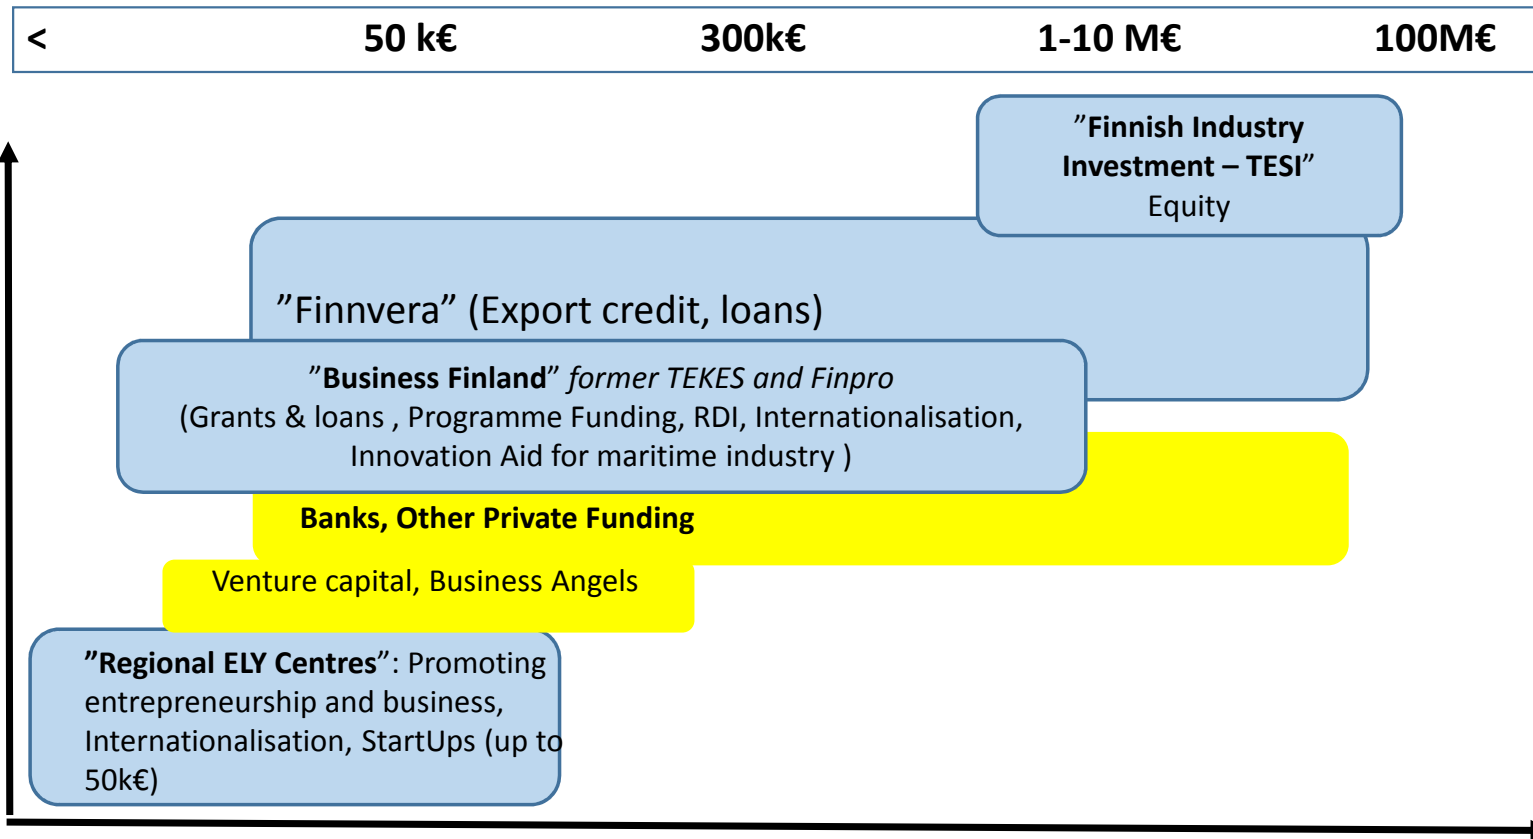 < 50 k€ 300k€ 1-10 M€ 100M€
”Finnish Industry
Investment – TESI”
Equity
”Finnvera” (Export credit, loans)
”Business Finland” former TEKES and Finpro
(Grants & loans , Programme Funding, RDI, Internationalisation,
Innovation Aid for maritime industry )
Banks, Other Private Funding
Venture capital, Business Angels
”Regional ELY Centres”: Promoting
entrepreneurship and business,
Internationalisation, StartUps (up to
50k€)